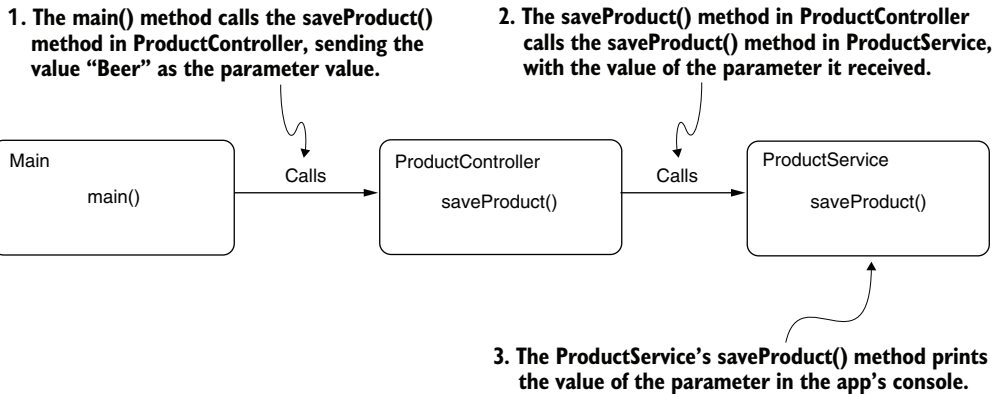 1. The main() method calls the saveProduct()
method in ProductController, sending the
value “Beer” as the parameter value.
2. The saveProduct() method in ProductController
calls the saveProduct() method in ProductService,
with the value of the parameter it received.
Main
main()
Calls
ProductController
saveProduct()
Calls
ProductService
saveProduct()
3. The ProductService’s saveProduct() method prints
the value of the parameter in the app’s console.